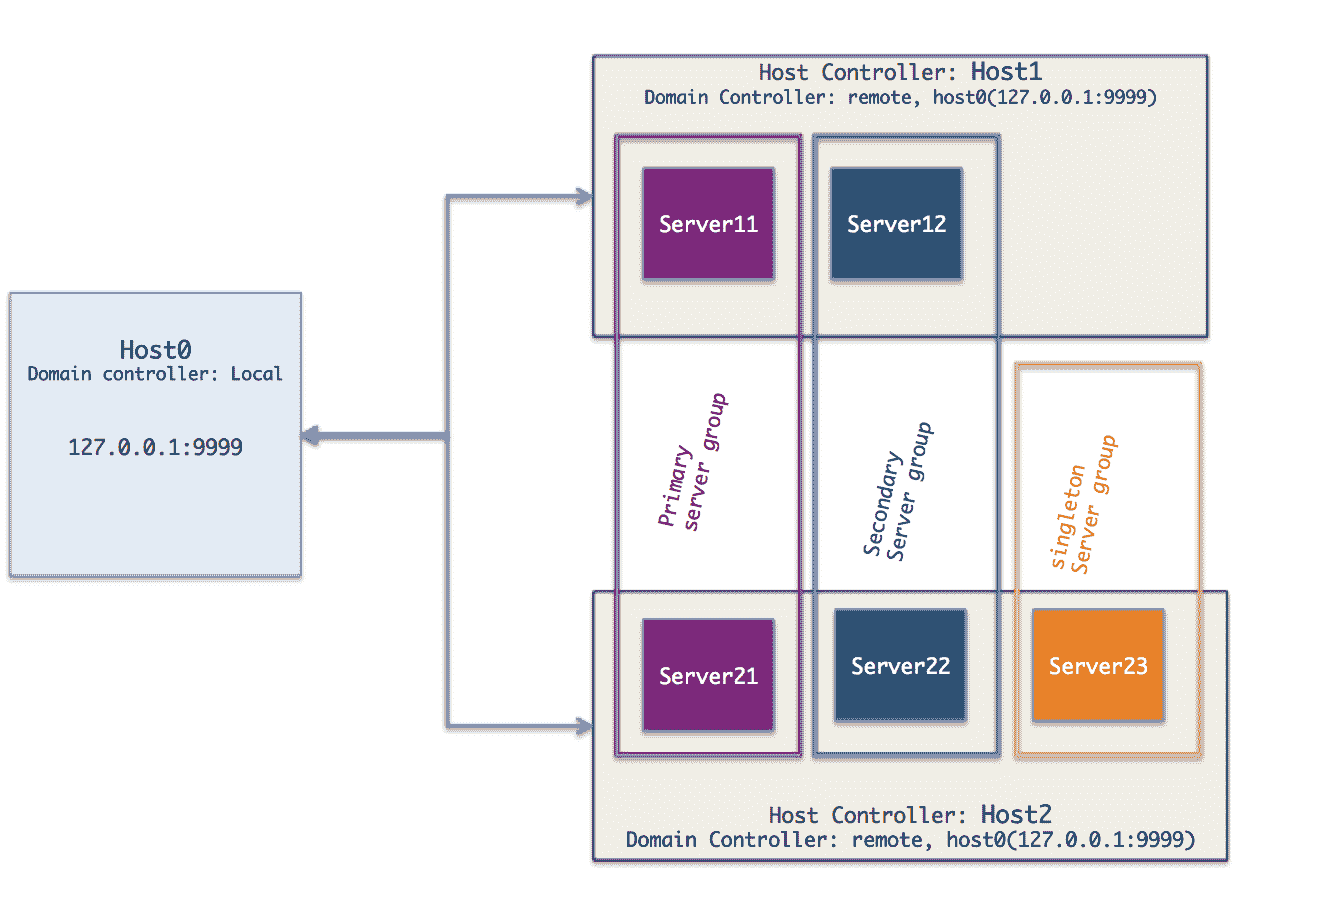 Host0
Domain controller: Local
127.0.0.1:9999
Host Controller: Host1
Domain Controller: remote, host0(127.0.0.1:9999)
Server11
Server12
Primary
server group
Secondary
Server group
singleton
Server group
Server21
Server22
Server23
Host Controller: Host2
Domain Controller: remote, host0(127.0.0.1:9999)